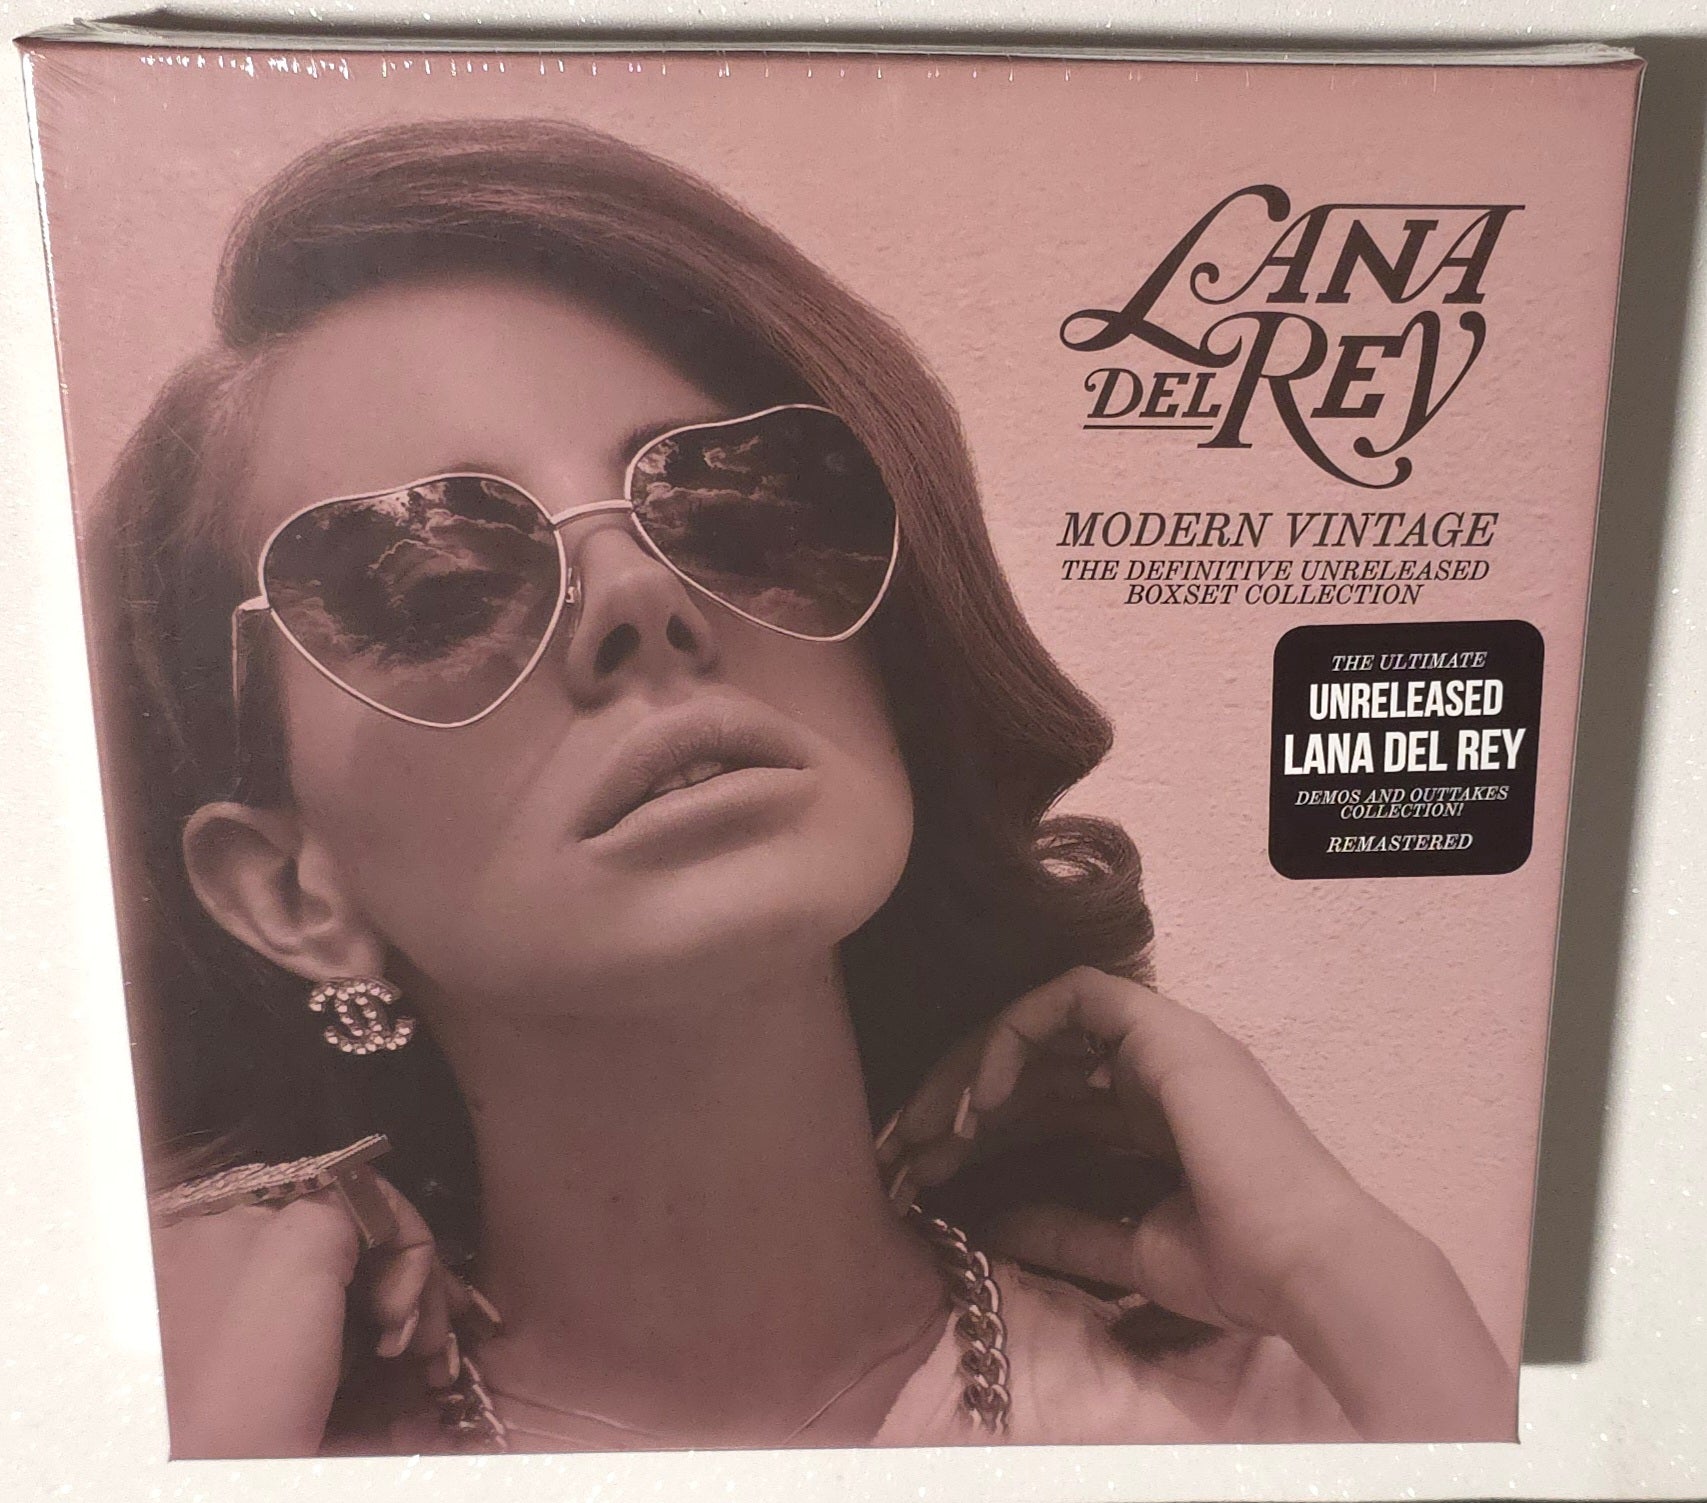 LANA
DEL REY
MODERN VINTAGE
THE DEFINITIVE UNRELEASED
BOXSET COLLECTION
THE ULTIMATE
UNRELEASED
LANA DEL REY
DEMOS AND OUTTAKES
COLLECTION!
REMASTERED